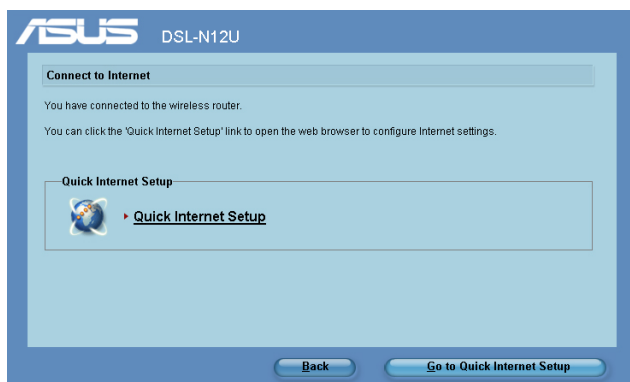 ASUS DSL-N12U
Connect to Internet
You have connected to the wireless router.
You can click the 'Quick Internet Setup' link to open the web browser to configure Internet settings.
Quick Internet Setup
Quick Internet Setup
Back Go to Quick Internet Setup